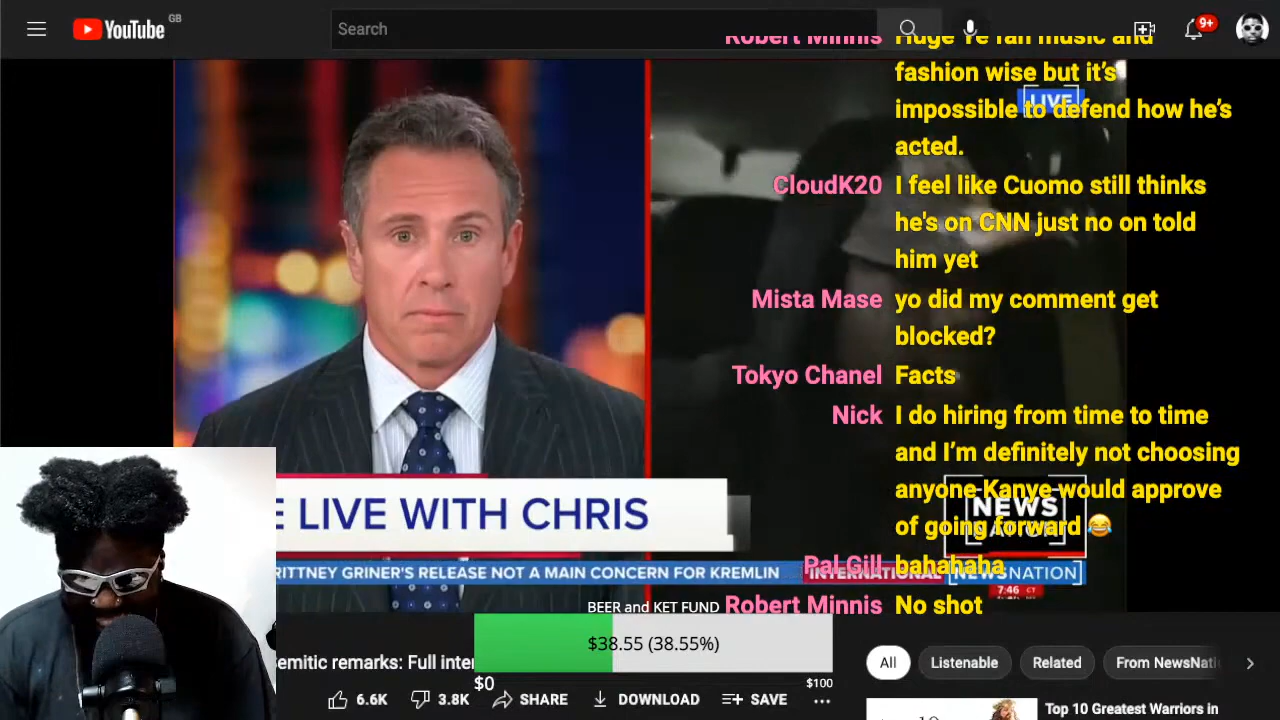 YouTube GB
Search
9+
Robert Minnis Huge Ye fan music and
fashion wise but it's
impossible to defend how he's
acted.
LIVE
CloudK20 I feel like Cuomo still thinks
he's on CNN just no on told
him yet
Mista Mase yo did my comment get
blocked?
Tokyo Chanel Facts
Nick I do hiring from time to time
and I'm definitely not choosing
anyone Kanye would approve
of going forward 😂
NEWS
NATION
E LIVE WITH CHRIS
Pal Gill bahahaha
RITTNEY GRINER'S RELEASE NOT A MAIN CONCERN FOR KREMLIN
INTERNATIONAL
NEWSNATION
7:46 CT
Robert Minnis No shot
BEER and KET FUND
$38.55 (38.55%)
$0
$100
emitic remarks: Full inter
6.6K
3.8K
SHARE
DOWNLOAD
SAVE
All
Listenable
Related
From NewsNati
Top 10 Greatest Warriors in